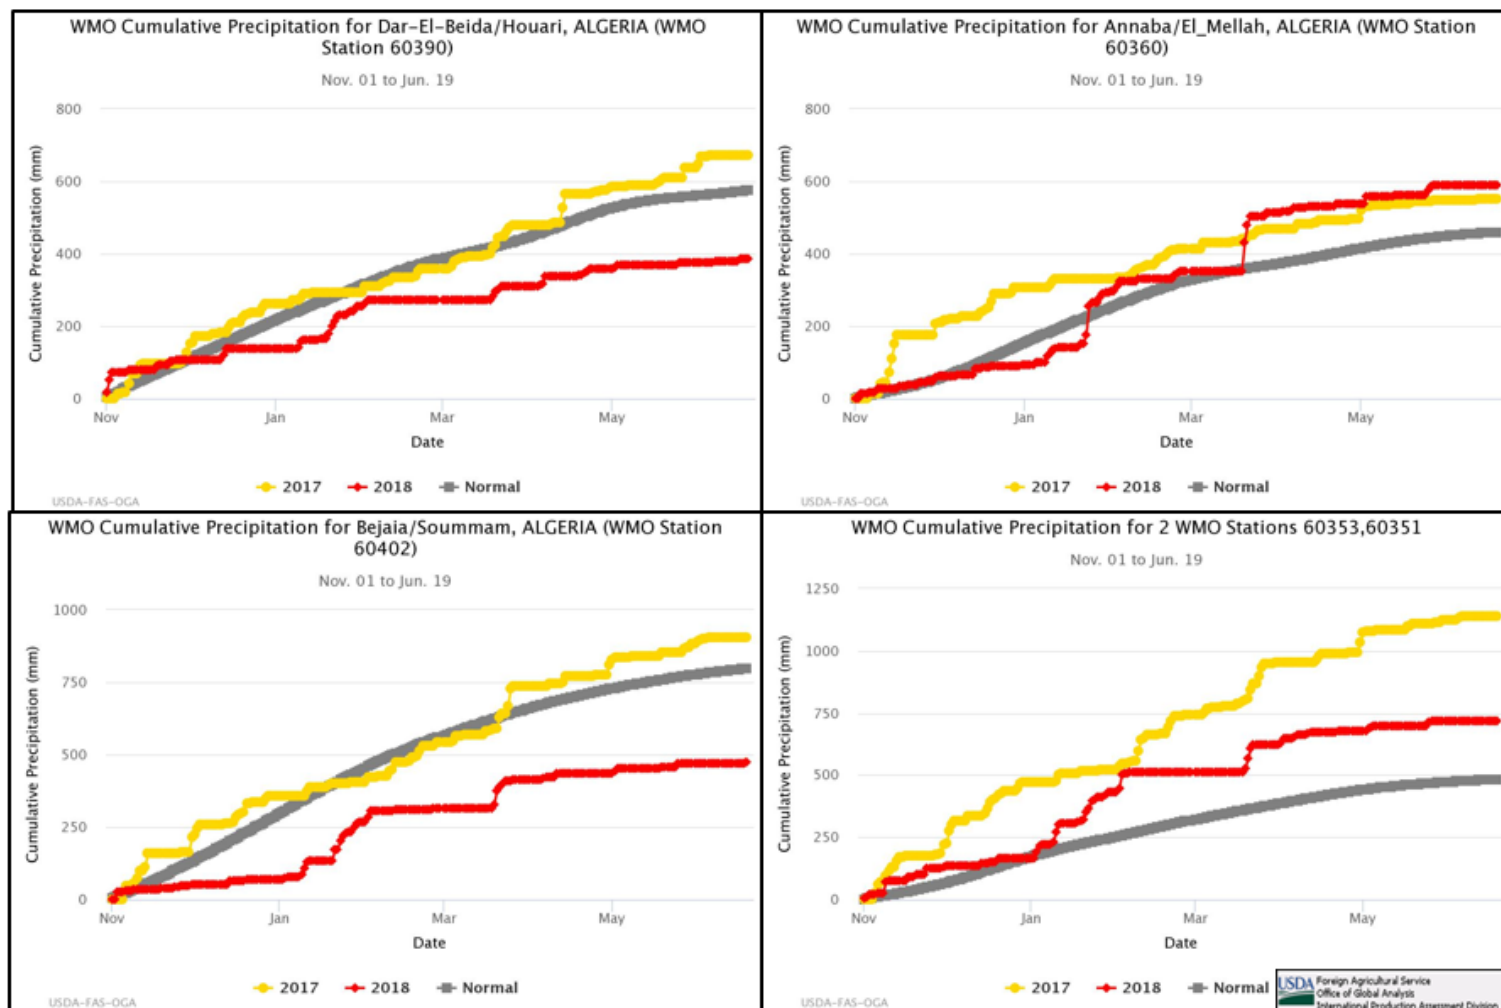 WMO Cumulative Precipitation for Dar-El-Beida/Houari, ALGERIA (WMO
Station 60390)
Nov. 01 to Jun. 19
Cumulative Precipitation (mm)
800
600
400
200
0
Nov Jan Mar May
Date
2017 2018 Normal
USDA-FAS-OGA
WMO Cumulative Precipitation for Annaba/El_Mellah, ALGERIA (WMO Station
60360)
Nov. 01 to Jun. 19
Cumulative Precipitation (mm)
800
600
400
200
0
Nov Jan Mar May
Date
2017 2018 Normal
USDA-FAS-OGA
WMO Cumulative Precipitation for Bejaia/Soummam, ALGERIA (WMO Station
60402)
Nov. 01 to Jun. 19
Cumulative Precipitation (mm)
1000
750
500
250
0
Nov Jan Mar May
Date
2017 2018 Normal
USDA-FAS-OGA
WMO Cumulative Precipitation for 2 WMO Stations 60353,60351
Nov. 01 to Jun. 19
Cumulative Precipitation (mm)
1250
1000
750
500
250
0
Nov Jan Mar May
Date
2017 2018 Normal
USDA-FAS-OGA
USDA Foreign Agricultural Service
Office of Global Analysis
International Production Assessment Division